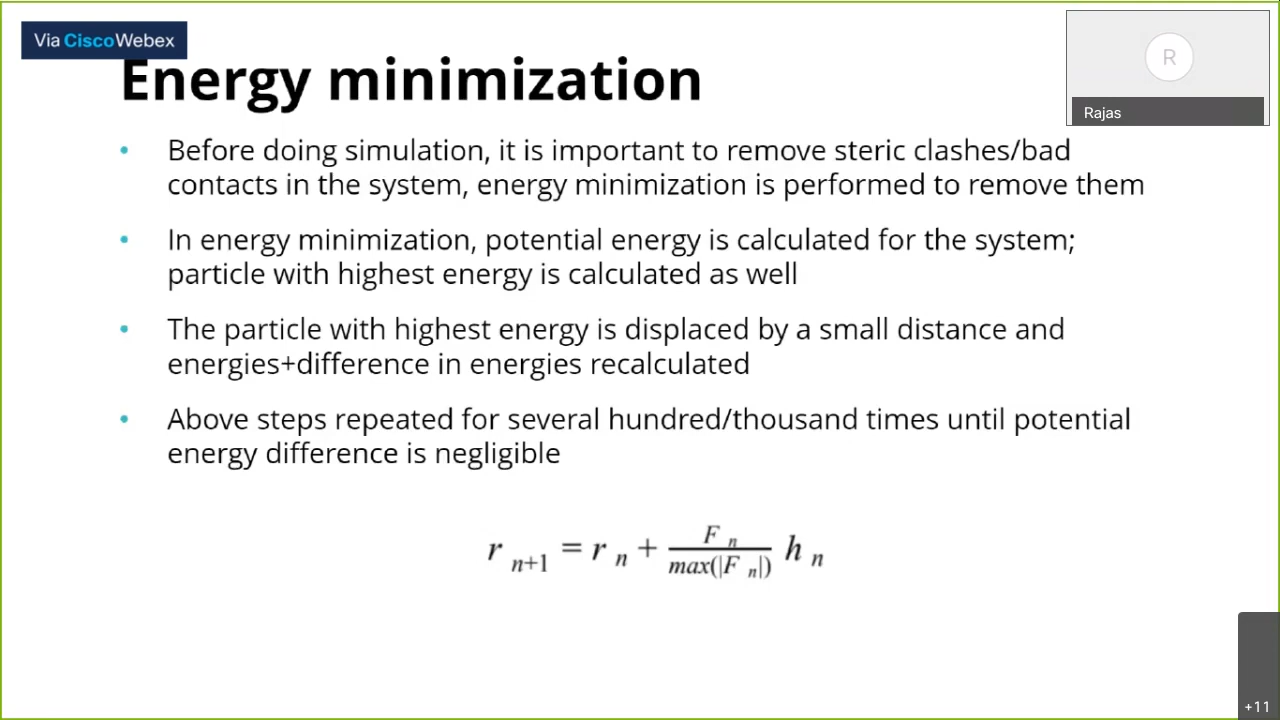 Via CiscoWebex
Energy minimization
R
Rajas
• Before doing simulation, it is important to remove steric clashes/bad
contacts in the system, energy minimization is performed to remove them
• In energy minimization, potential energy is calculated for the system;
particle with highest energy is calculated as well
• The particle with highest energy is displaced by a small distance and
energies+difference in energies recalculated
• Above steps repeated for several hundred/thousand times until potential
energy difference is negligible
r n+1 = r n + F n / max(|F n|) h n
+11